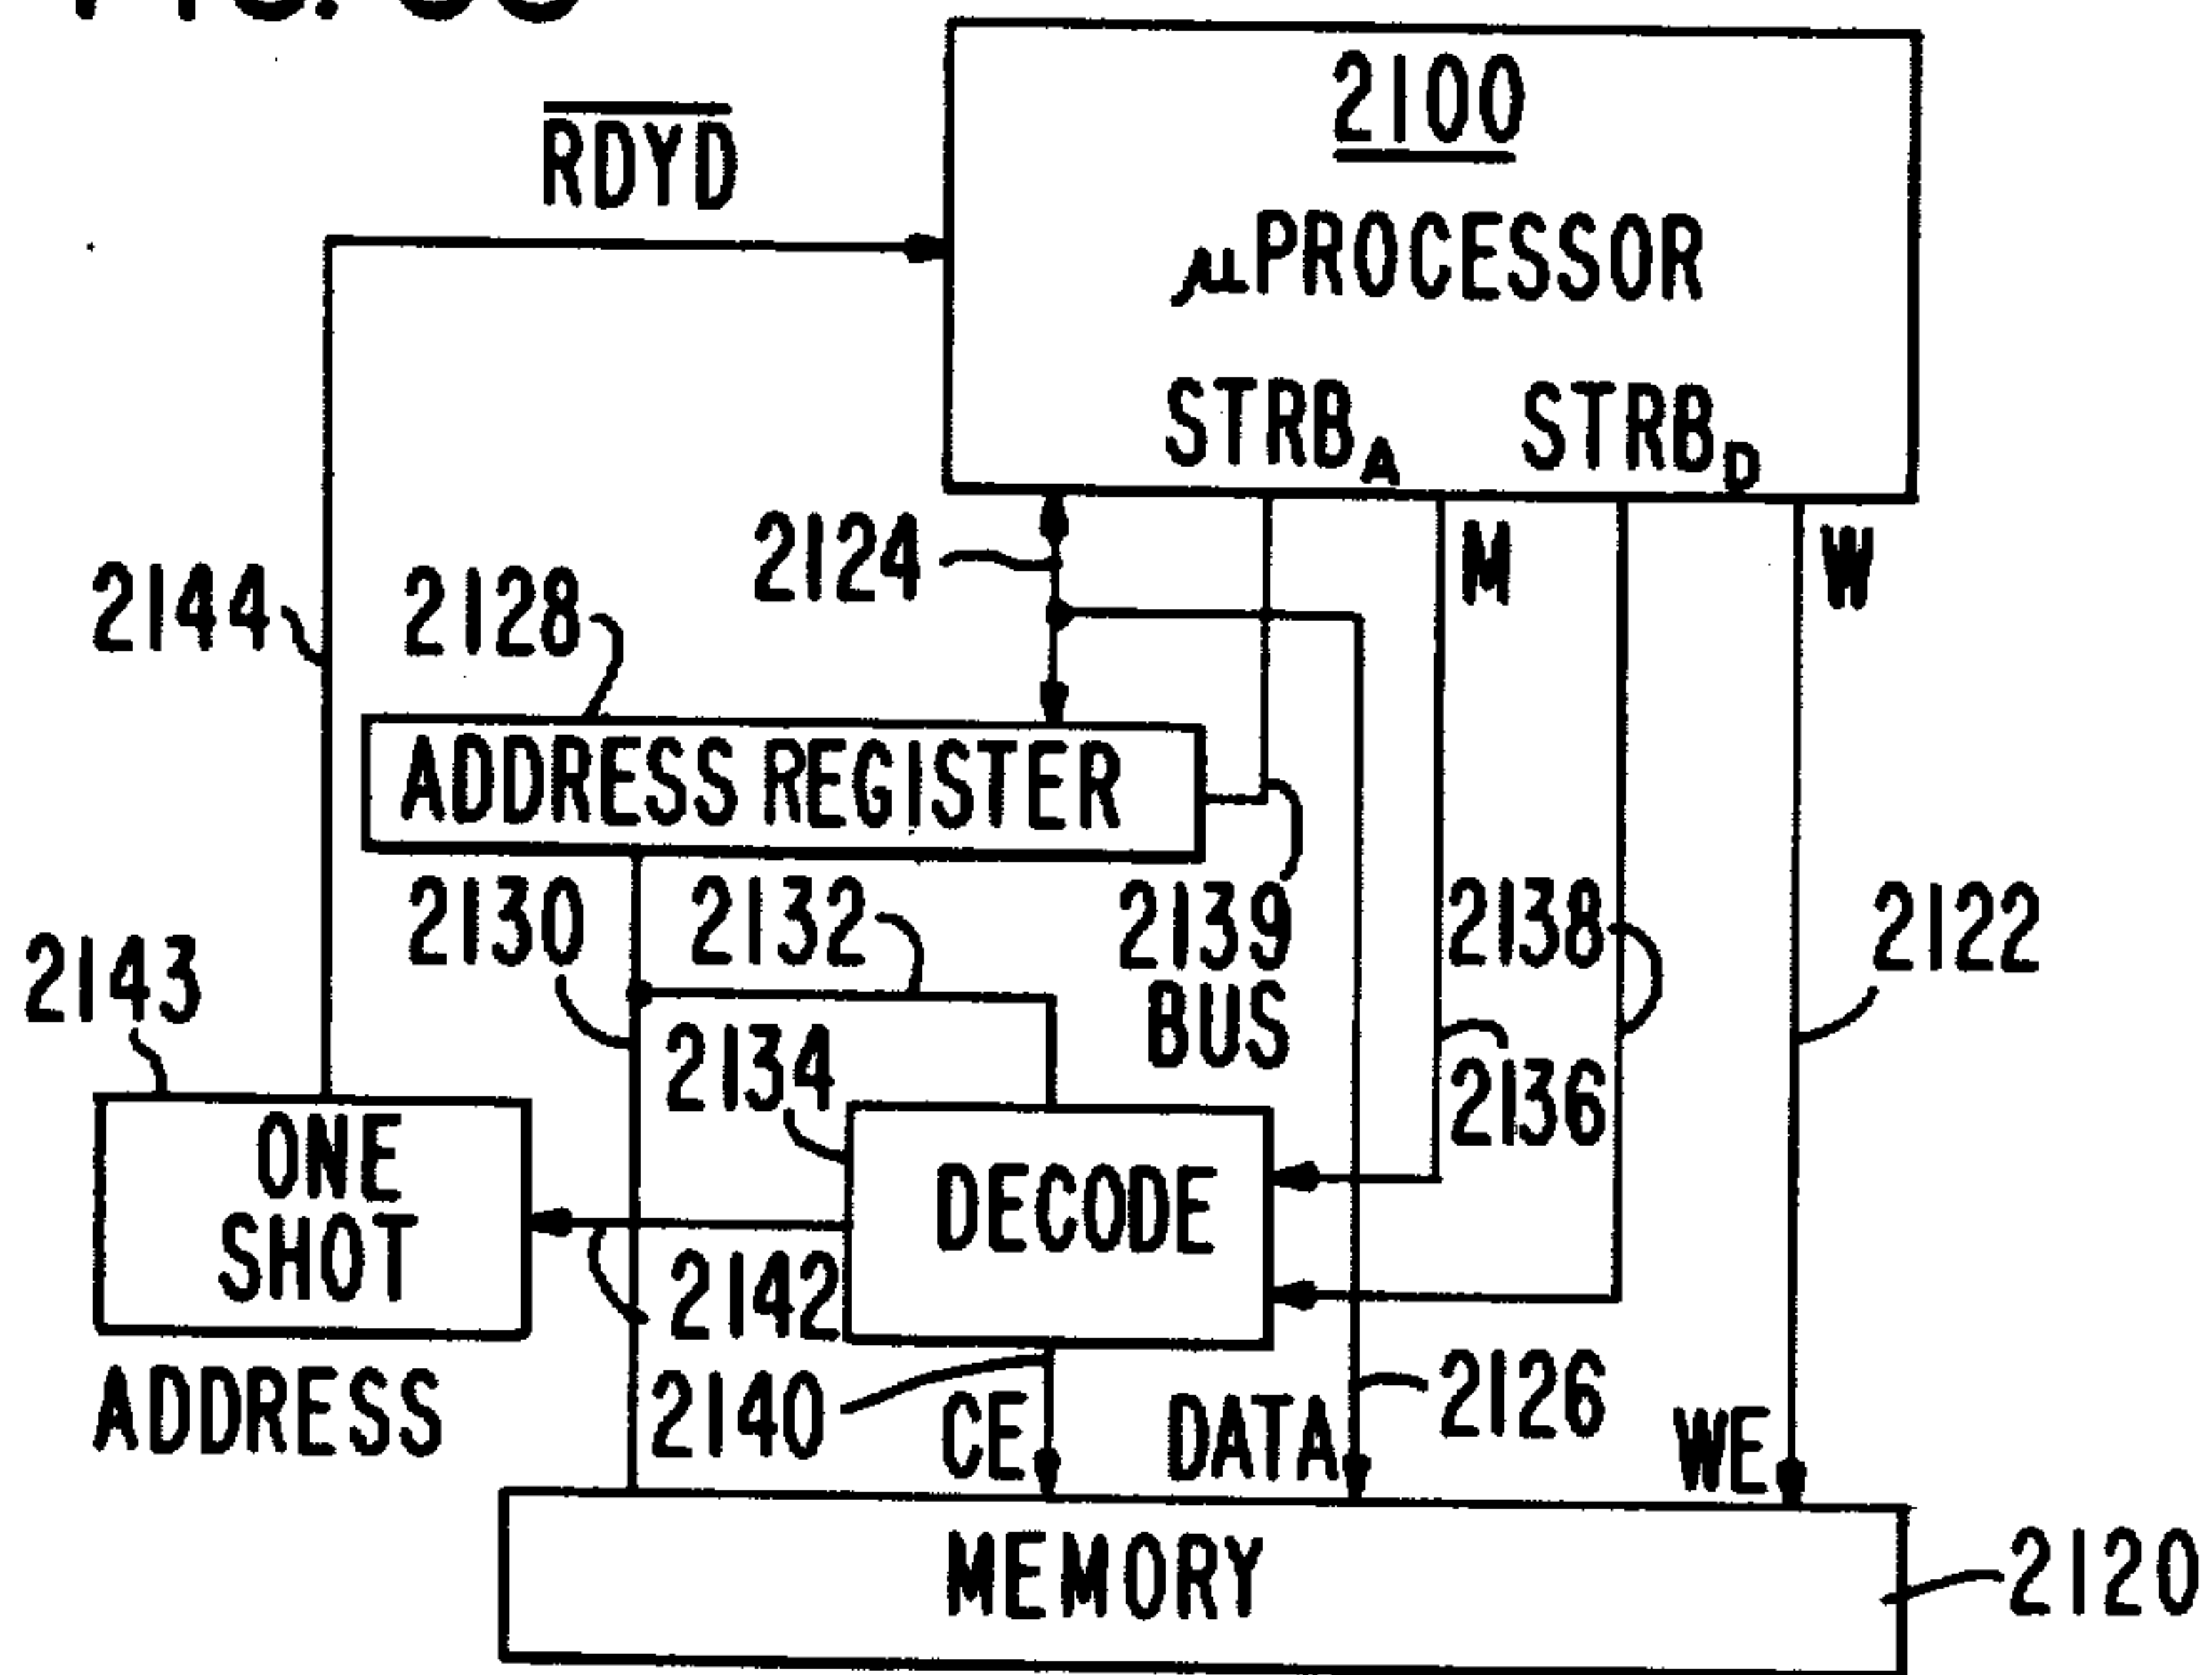 RDYD
2100
µPROCESSOR
STRBA STRBD
2124
M
W
2144
2128
ADDRESS REGISTER
2130
2132
2139
BUS
2138
2122
2143
2134
2136
ONE
SHOT
DECODE
2142
ADDRESS
2140
CE
DATA
2126
WE
MEMORY
2120